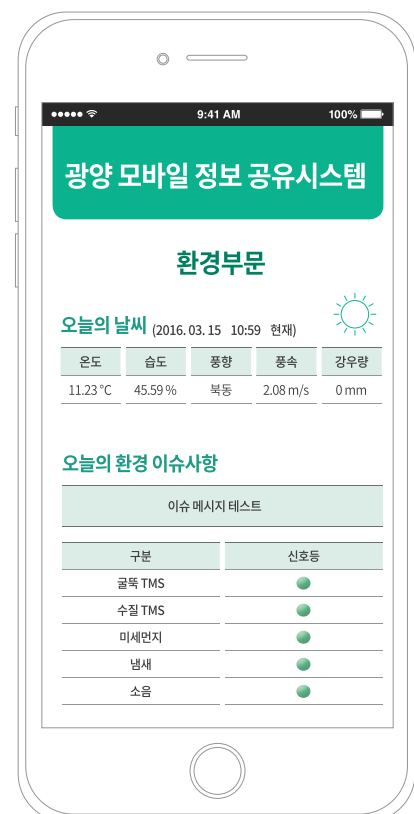 9:41 AM 100%
광양 모바일 정보 공유시스템
환경부문
오늘의 날씨 (2016. 03. 15 10:59 현재)
온도 습도 풍향 풍속 강우량
11.23 °C 45.59 % 북동 2.08 m/s 0 mm
오늘의 환경 이슈사항
이슈 메시지 테스트
구분 신호등
굴뚝 TMS
수질 TMS
미세먼지
냄새
소음